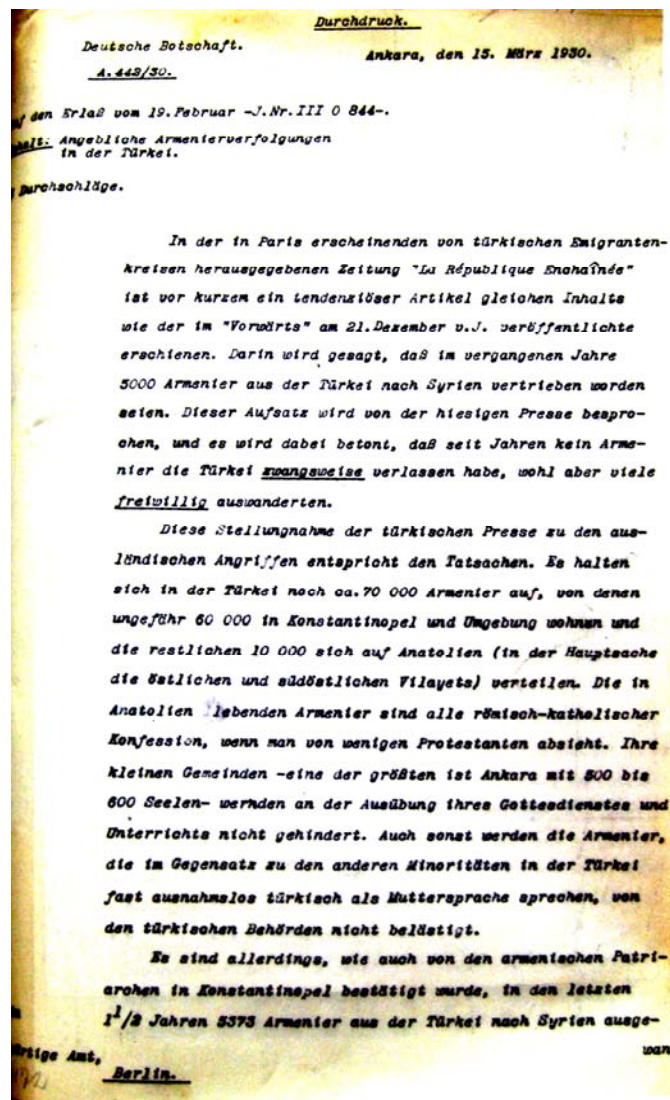 Durchdruck.
Deutsche Botschaft.
Ankara, den 15. März 1930.
A.442/30.
den Erlaß vom 19.Februar -J.Nr.III O 844-.
Angebliche Armenierverfolgungen
in der Türkei.
Durchschläge.
In der in Paris erscheinenden von türkischen Emigranten-
kreisen herausgegebenen Zeitung "La République Enchaînée"
ist vor kurzem ein tendenziöser Artikel gleichen Inhalts
wie der im "Vorwärts" am 21.Dezember v.J. veröffentlichte
erschienen. Darin wird gesagt, daß im vergangenen Jahre
5000 Armenier aus der Türkei nach Syrien vertrieben worden
seien. Dieser Aufsatz wird von der hiesigen Presse bespro-
chen, und es wird dabei betont, daß seit Jahren kein Arme-
nier die Türkei zwangsweise verlassen habe, wohl aber viele
freiwillig auswanderten.
Diese Stellungnahme der türkischen Presse zu den aus-
ländischen Angriffen entspricht den Tatsachen. Es halten
sich in der Türkei noch ca.70 000 Armenier auf, von denen
ungefähr 60 000 in Konstantinopel und Umgebung wohnen und
die restlichen 10 000 sich auf Anatolien (in der Hauptsache
die östlichen und südöstlichen Vilayets) verteilen. Die in
Anatolien lebenden Armenier sind alle römisch-katholischer
Konfession, wenn man von wenigen Protestanten absieht. Ihre
kleinen Gemeinden -eine der größten ist Ankara mit 500 bis
600 Seelen- wernden an der Ausübung ihres Gottesdienstes und
Unterrichts nicht gehindert. Auch sonst werden die Armenier,
die im Gegensatz zu den anderen Minoritäten in der Türkei
fast ausnahmslos türkisch als Muttersprache sprechen, von
den türkischen Behörden nicht belästigt.
Es sind allerdings, wie auch von den armenischen Patri-
archen in Konstantinopel bestätigt wurde, in den letzten
1 1/2 Jahren 5373 Armenier aus der Türkei nach Syrien ausge-
wan
Amt,
Berlin.